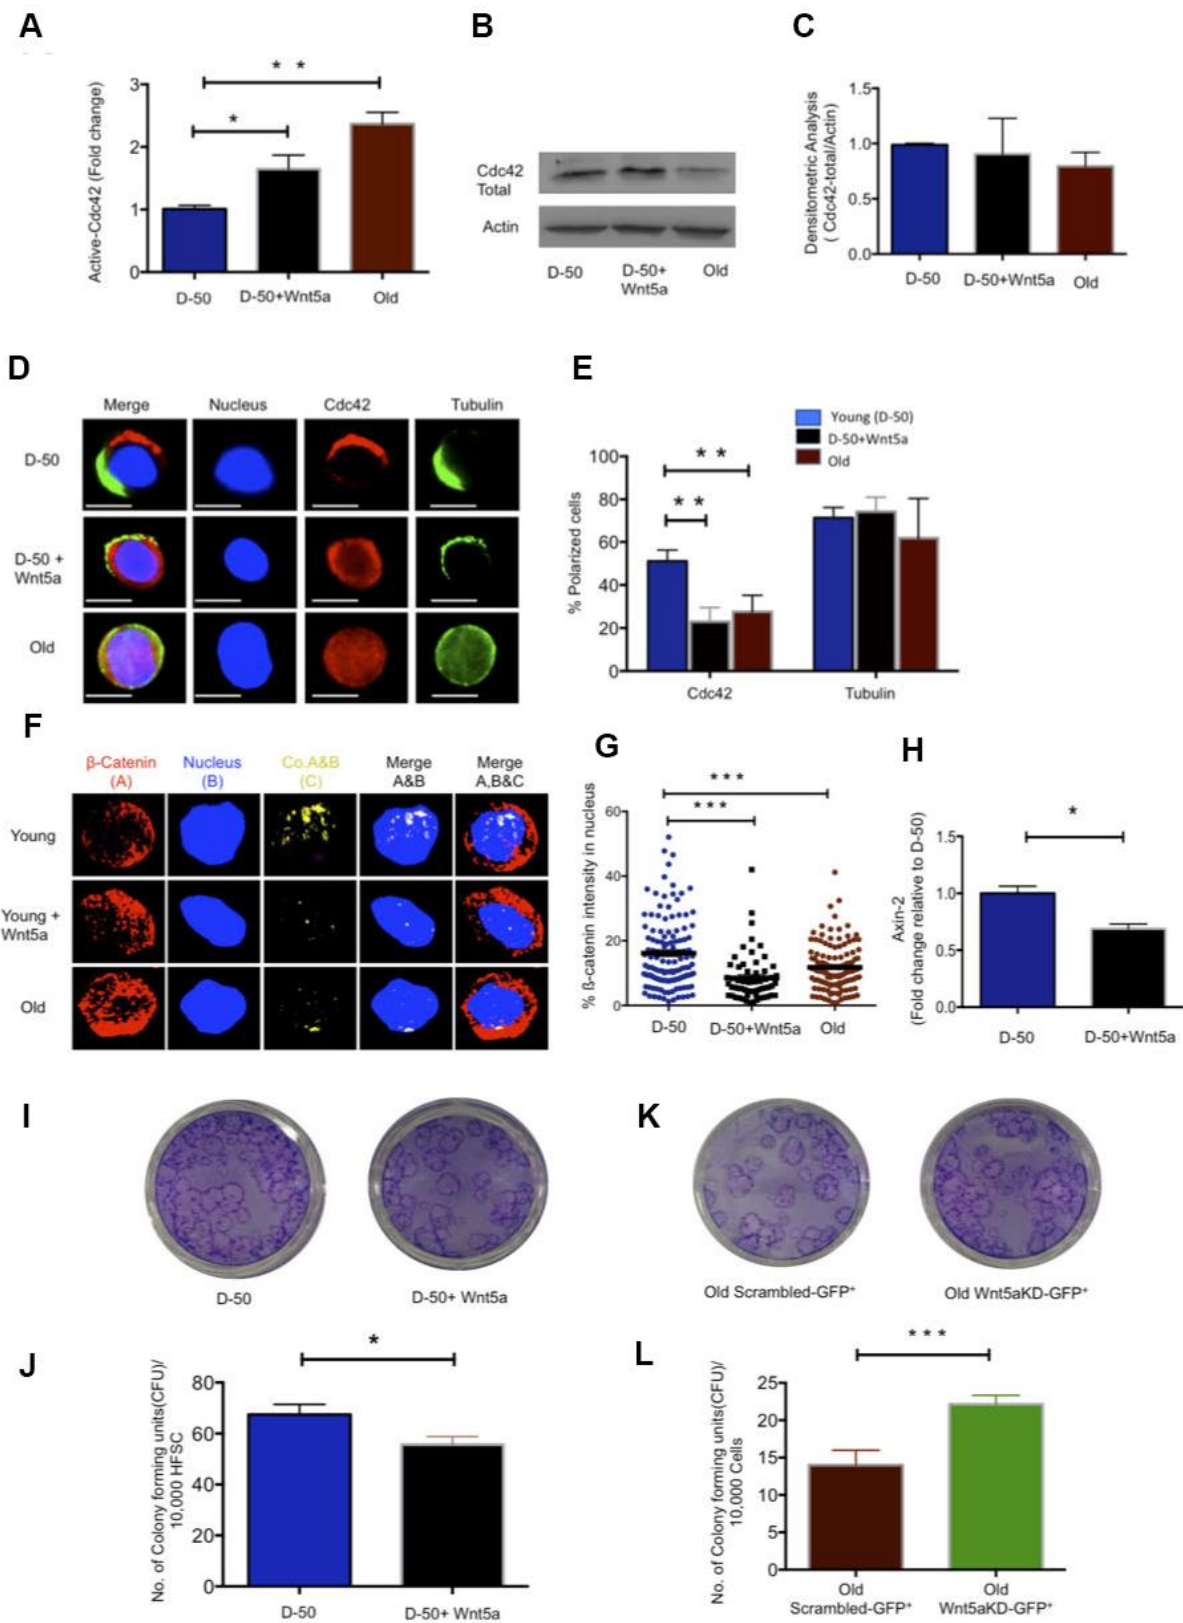 A
B
C
Active-Cdc42 (Fold change)
3
2
1
0
* *
*
D-50
D-50+Wnt5a
Old
Cdc42
Total
Actin
D-50
D-50+
Wnt5a
Old
Densitometric Analysis
( Cdc42-total/Actin)
1.5
1.0
0.5
0.0
D-50
D-50+Wnt5a
Old
D
E
Merge
Nucleus
Cdc42
Tubulin
D-50
D-50 +
Wnt5a
Old
Young (D-50)
D-50+Wnt5a
Old
% Polarized cells
100
80
60
40
20
0
* *
* *
Cdc42
Tubulin
F
G
H
β-Catenin
(A)
Nucleus
(B)
Co.A&B
(C)
Merge
A&B
Merge
A,B&C
Young
Young +
Wnt5a
Old
% ß-catenin intensity in nucleus
60
40
20
0
* * *
* * *
D-50
D-50+Wnt5a
Old
Axin-2
(Fold change relative to D-50)
1.5
1.0
0.5
0.0
*
D-50
D-50+Wnt5a
I
K
D-50
D-50+ Wnt5a
Old Scrambled-GFP⁺
Old Wnt5aKD-GFP⁺
J
L
No. of Colony forming units(CFU)/
10,000 HFSC
80
60
40
20
0
*
D-50
D-50+ Wnt5a
No. of Colony forming units(CFU)/
10,000 Cells
25
20
15
10
5
0
* * *
Old
Scrambled-GFP⁺
Old
Wnt5aKD-GFP⁺